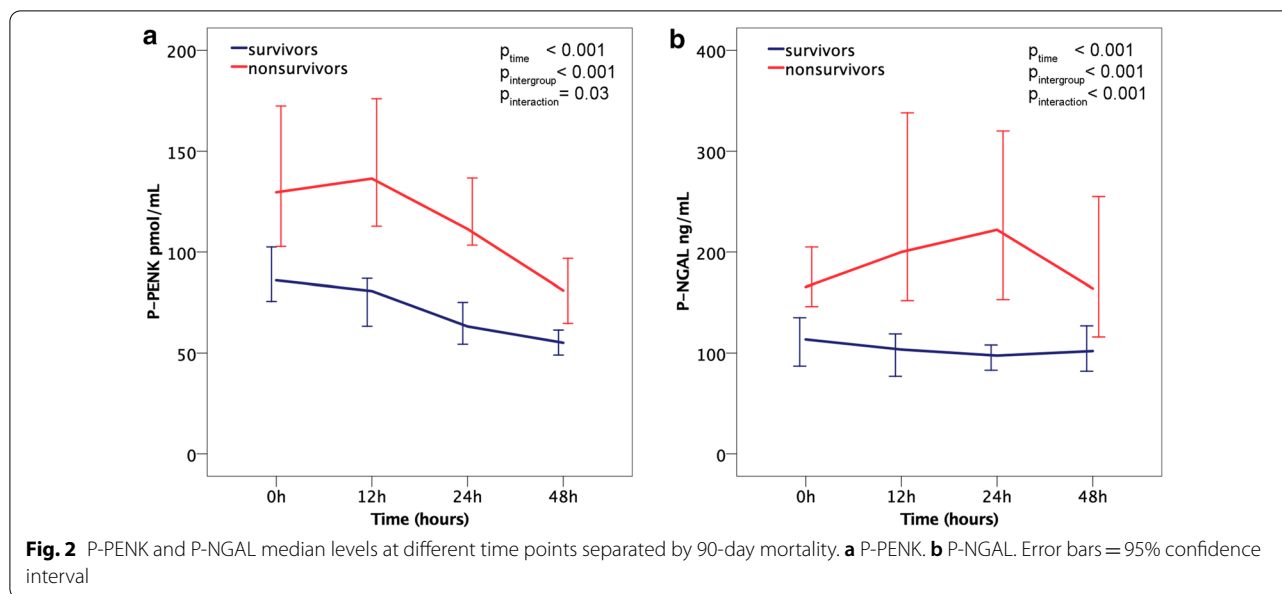 a
200
150
100
50
0
P-PENK pmol/mL
survivors
nonsurvivors
ptime < 0.001
pintergroup < 0.001
pinteraction = 0.03
0h 12h 24h 48h
Time (hours)
b
400
300
200
100
0
P-NGAL ng/mL
survivors
nonsurvivors
ptime < 0.001
pintergroup < 0.001
pinteraction < 0.001
0h 12h 24h 48h
Time (hours)
Fig. 2 P-PENK and P-NGAL median levels at different time points separated by 90-day mortality. a P-PENK. b P-NGAL. Error bars = 95% confidence
interval